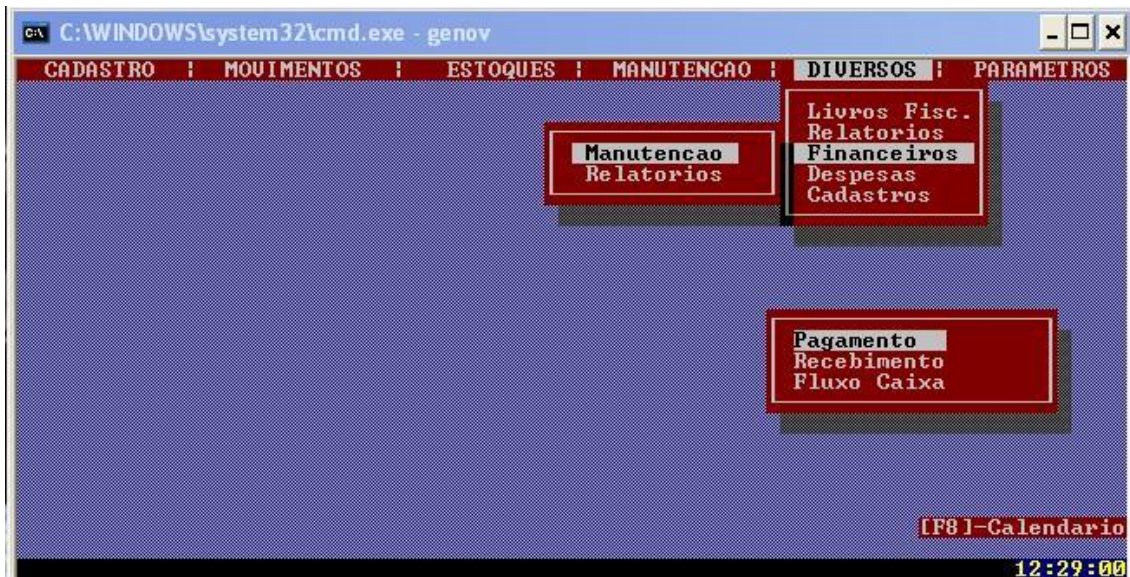 C:\WINDOWS\system32\cmd.exe - genov
CADASTRO ¦ MOVIMENTOS ¦ ESTOQUES ¦ MANUTENCAO ¦ DIVERSOS ¦ PARAMETROS
Livros Fisc.
Relatorios
Financeiros
Despesas
Cadastros
Manutencao
Relatorios
Pagamento
Recebimento
Fluxo Caixa
[F8]-Calendario
12:29:00